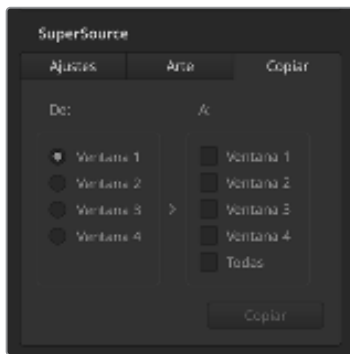 SuperSource
Ajustes Arte Copiar
De: A:
Ventana 1 Ventana 1
Ventana 2 Ventana 2
Ventana 3 > Ventana 3
Ventana 4 Ventana 4
Todas
Copiar